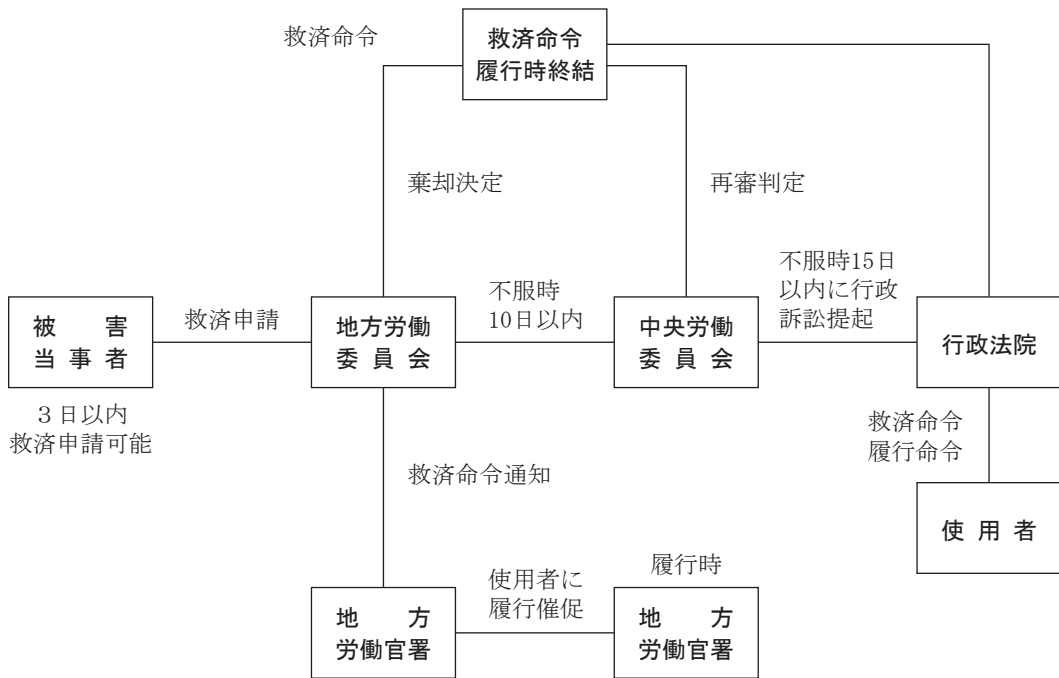 救済命令
救済命令
履行時終結
棄却決定
再審判定
被害
当事者
3日以内
救済申請可能
救済申請
地方労働
委員会
不服時
10日以内
中央労働
委員会
不服時15日
以内に行政
訴訟提起
行政法院
救済命令
履行命令
使用者
救済命令通知
地方
労働官署
使用者に
履行催促
履行時
地方
労働官署